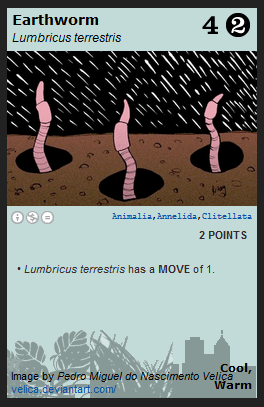 Earthworm
Lumbricus terrestris
4 2
Animalia,Annelida,Clitellata
2 POINTS
• Lumbricus terrestris has a MOVE of 1.
Cool,
Warm
Image by Pedro Miguel do Nascimento Velica
velica.deviantart.com/